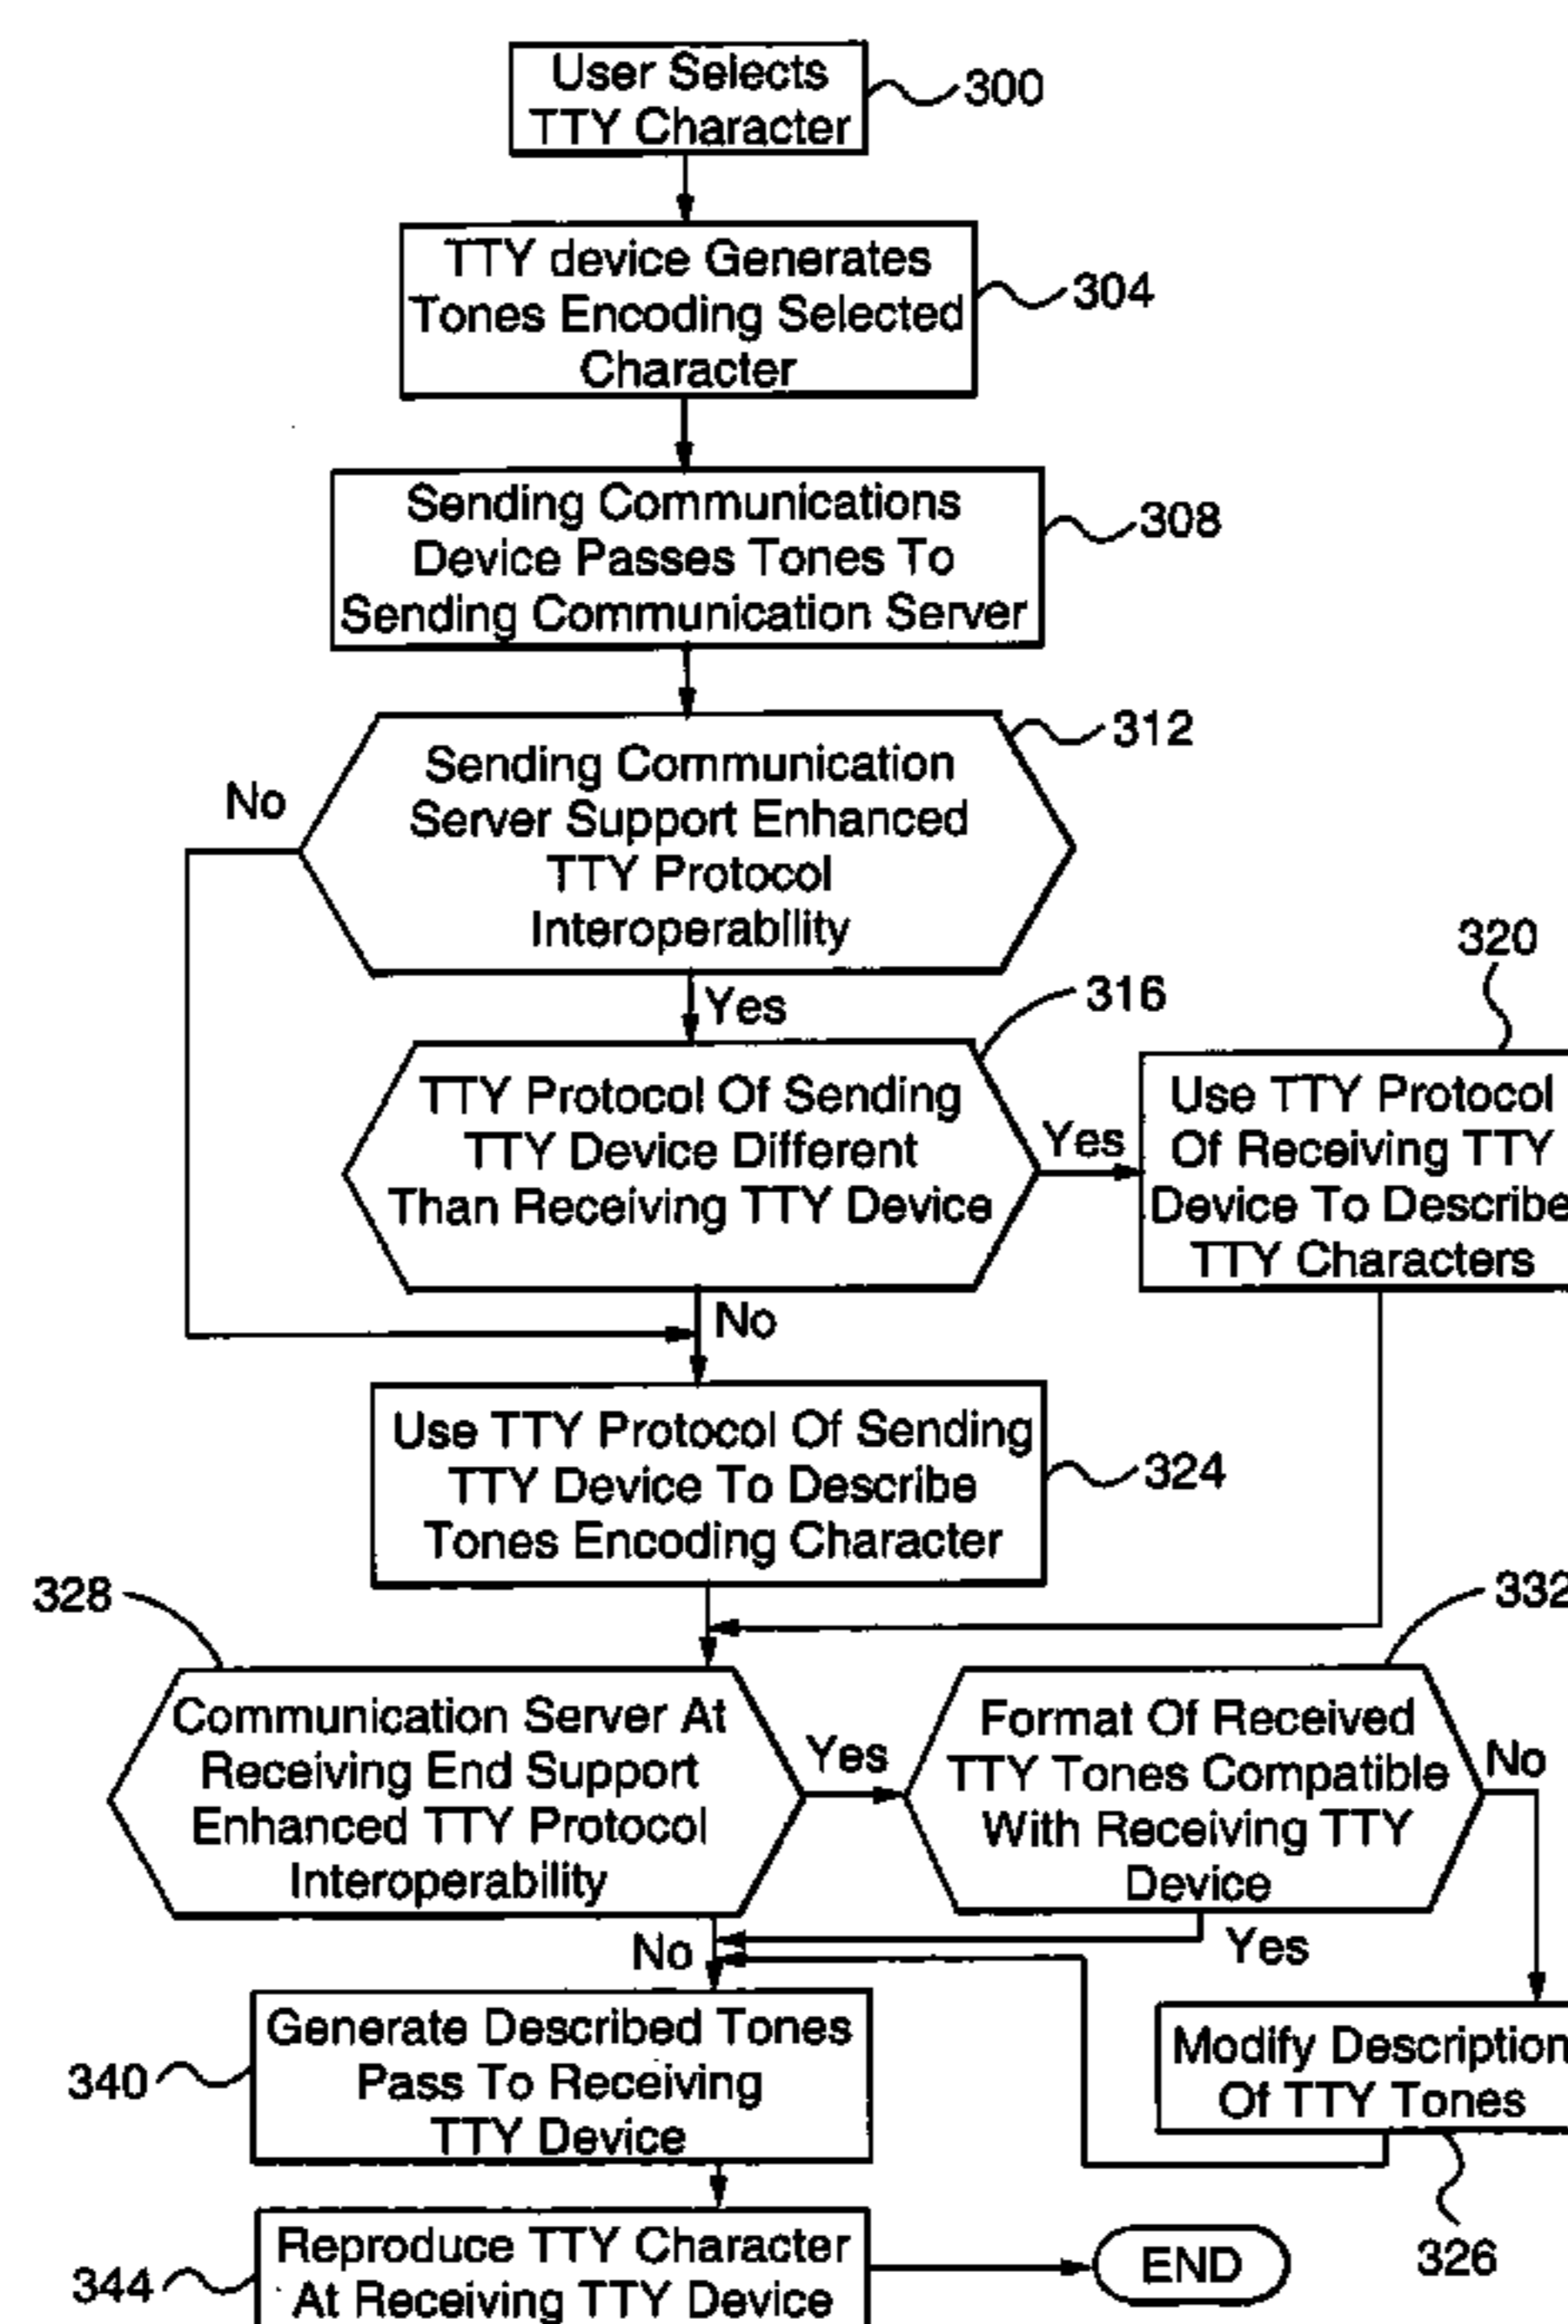 User Selects
TTY Character
300
TTY device Generates
Tones Encoding Selected
Character
304
Sending Communications
Device Passes Tones To
Sending Communication Server
308
312
Sending Communication
Server Support Enhanced
TTY Protocol
Interoperability
No
Yes
316
TTY Protocol Of Sending
TTY Device Different
Than Receiving TTY Device
Yes
320
Use TTY Protocol
Of Receiving TTY
Device To Describe
TTY Characters
No
Use TTY Protocol Of Sending
TTY Device To Describe
Tones Encoding Character
324
328
Communication Server At
Receiving End Support
Enhanced TTY Protocol
Interoperability
Yes
332
Format Of Received
TTY Tones Compatible
With Receiving TTY
Device
No
No
Yes
Generate Described Tones
Pass To Receiving
TTY Device
340
Modify Description
Of TTY Tones
326
Reproduce TTY Character
At Receiving TTY Device
344
END